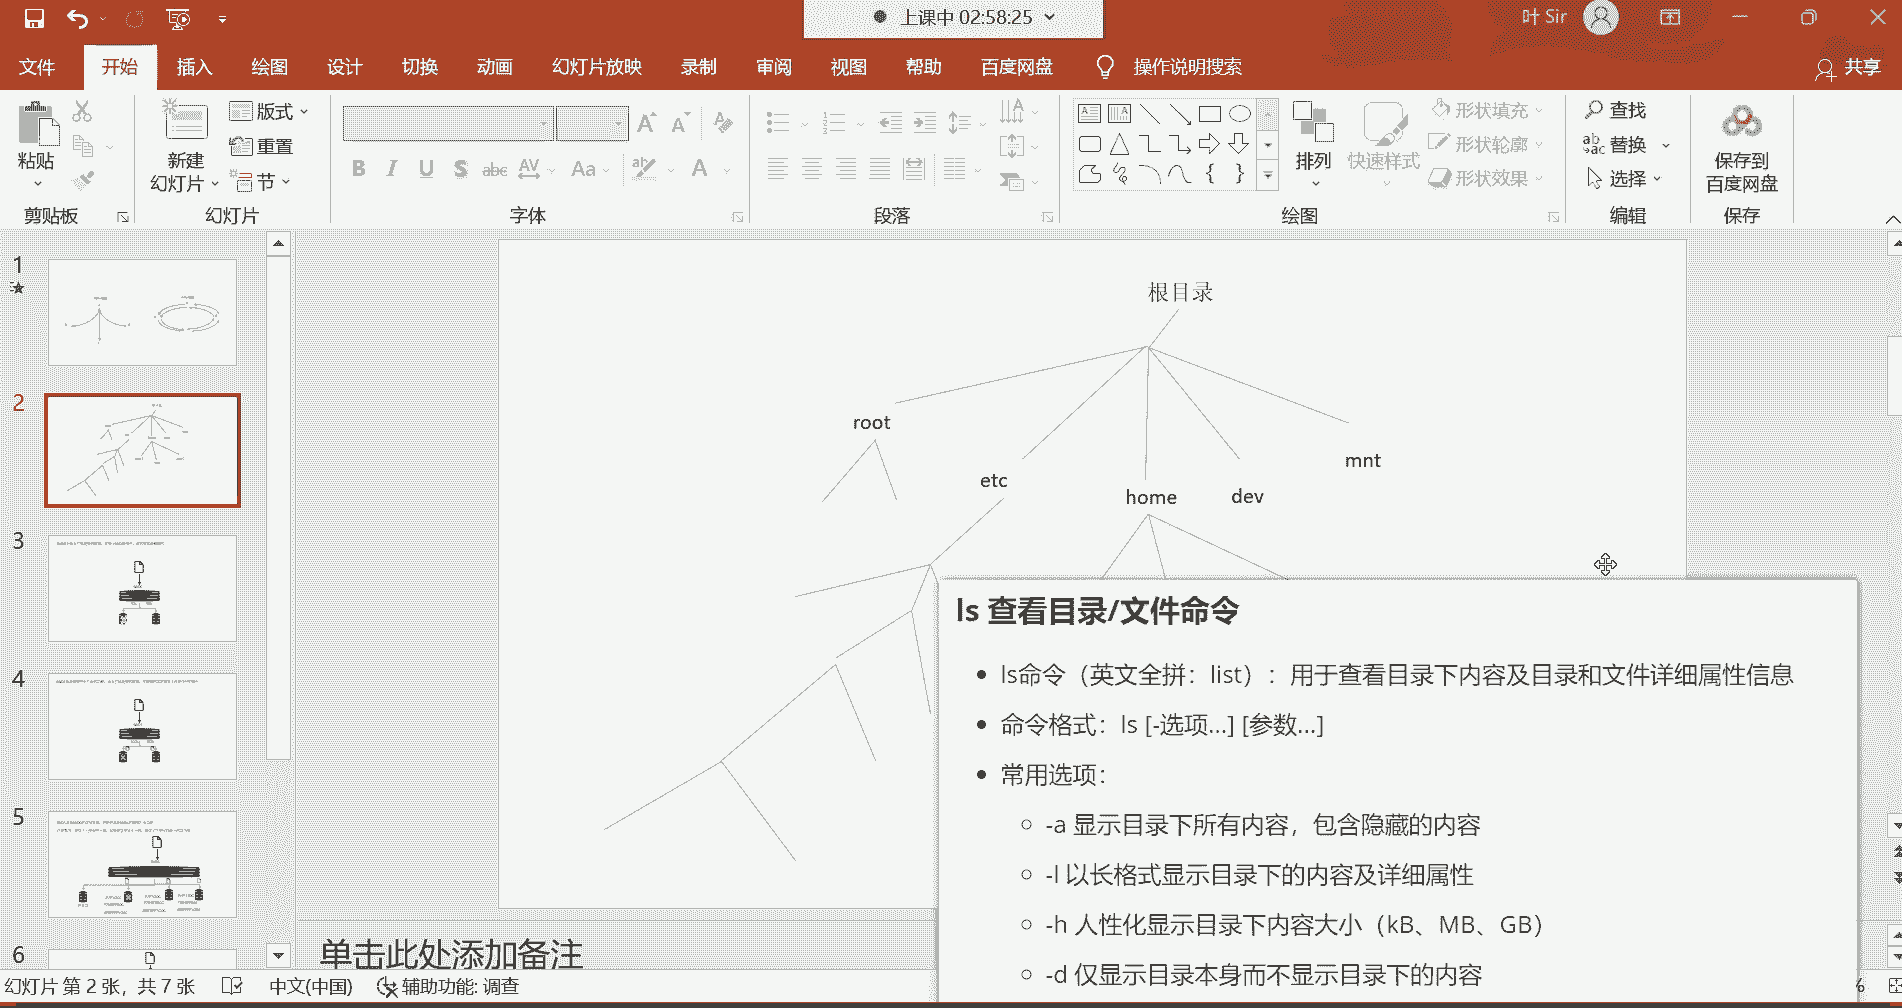 上课中 02:58:25
叶 Sir
文件 开始 插入 绘图 设计 切换 动画 幻灯片放映 录制 审阅 视图 帮助 百度网盘 操作说明搜索 共享
粘贴
剪贴板
新建
幻灯片
版式
重置
节
幻灯片
B I U S abc AV Aa A
字体
段落
排列
快速样式
形状填充
形状轮廓
形状效果
绘图
查找
替换
选择
编辑
保存到
百度网盘
保存
1
2
3
4
5
6
根目录
root
etc
home
dev
mnt
ls 查看目录/文件命令
ls命令（英文全拼：list）：用于查看目录下内容及目录和文件详细属性信息
命令格式：ls [-选项...] [参数...]
常用选项：
-a 显示目录下所有内容，包含隐藏的内容
-l 以长格式显示目录下的内容及详细属性
-h 人性化显示目录下内容大小（kB、MB、GB）
-d 仅显示目录本身而不显示目录下的内容
单击此处添加备注
幻灯片 第 2 张，共 7 张 中文(中国) 辅助功能: 调查